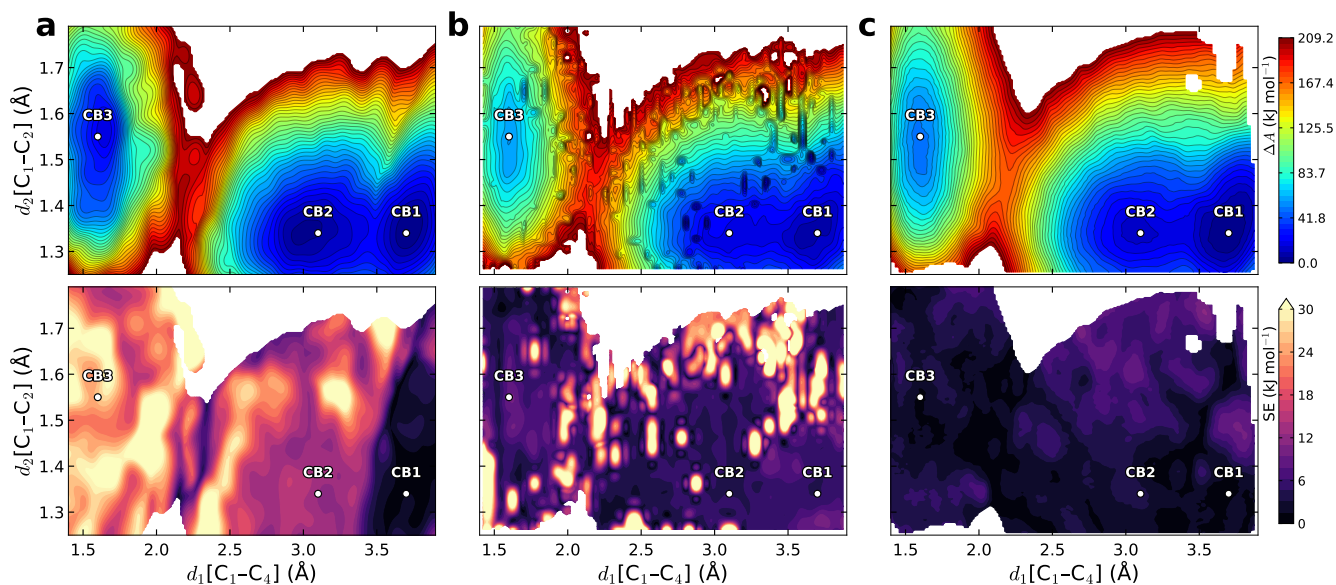 a
b
c
1.7
1.6
1.5
1.4
1.3
d₂[C₁–C₂] (Å)
CB3
CB2
CB1
CB3
CB2
CB1
CB3
CB2
CB1
209.2
167.4
125.5
83.7
41.8
0.0
ΔA (kJ mol⁻¹)
1.7
1.6
1.5
1.4
1.3
d₂[C₁–C₂] (Å)
CB3
CB2
CB1
CB3
CB2
CB1
CB3
CB2
CB1
30
24
18
12
6
0
SE (kJ mol⁻¹)
1.5 2.0 2.5 3.0 3.5
1.5 2.0 2.5 3.0 3.5
1.5 2.0 2.5 3.0 3.5
d₁[C₁–C₄] (Å)
d₁[C₁–C₄] (Å)
d₁[C₁–C₄] (Å)